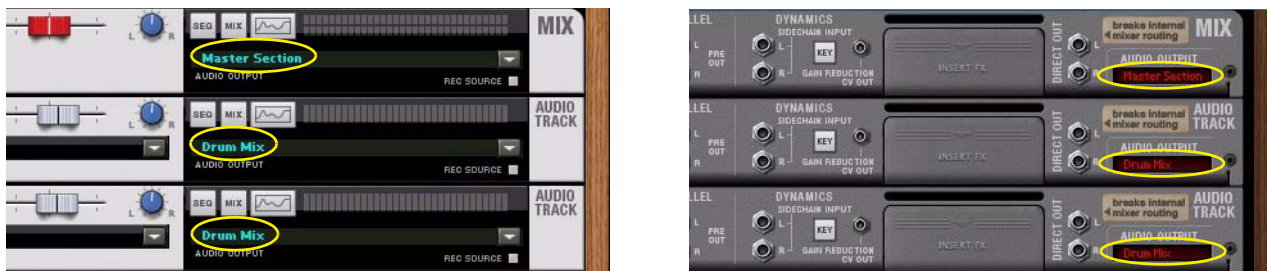 SEQ MIX MIX
Master Section
L R AUDIO OUTPUT REC SOURCE
SEQ MIX AUDIO TRACK
Drum Mix
L R AUDIO OUTPUT REC SOURCE
SEQ MIX AUDIO TRACK
Drum Mix
L R AUDIO OUTPUT REC SOURCE
LLEL DYNAMICS breaks internal MIX
SIDECHAIN INPUT DIRECT OUT mixer routing
L PRE OUT L KEY L AUDIO OUTPUT
R R GAIN REDUCTION CV OUT INSERT FX R Master Section
LLEL DYNAMICS breaks internal AUDIO
SIDECHAIN INPUT DIRECT OUT mixer routing TRACK
L PRE OUT L KEY L AUDIO OUTPUT
R R GAIN REDUCTION CV OUT INSERT FX R Drum Mix
LLEL DYNAMICS breaks internal AUDIO
SIDECHAIN INPUT DIRECT OUT mixer routing TRACK
L PRE OUT L KEY L AUDIO OUTPUT
R R GAIN REDUCTION CV OUT INSERT FX R Drum Mix